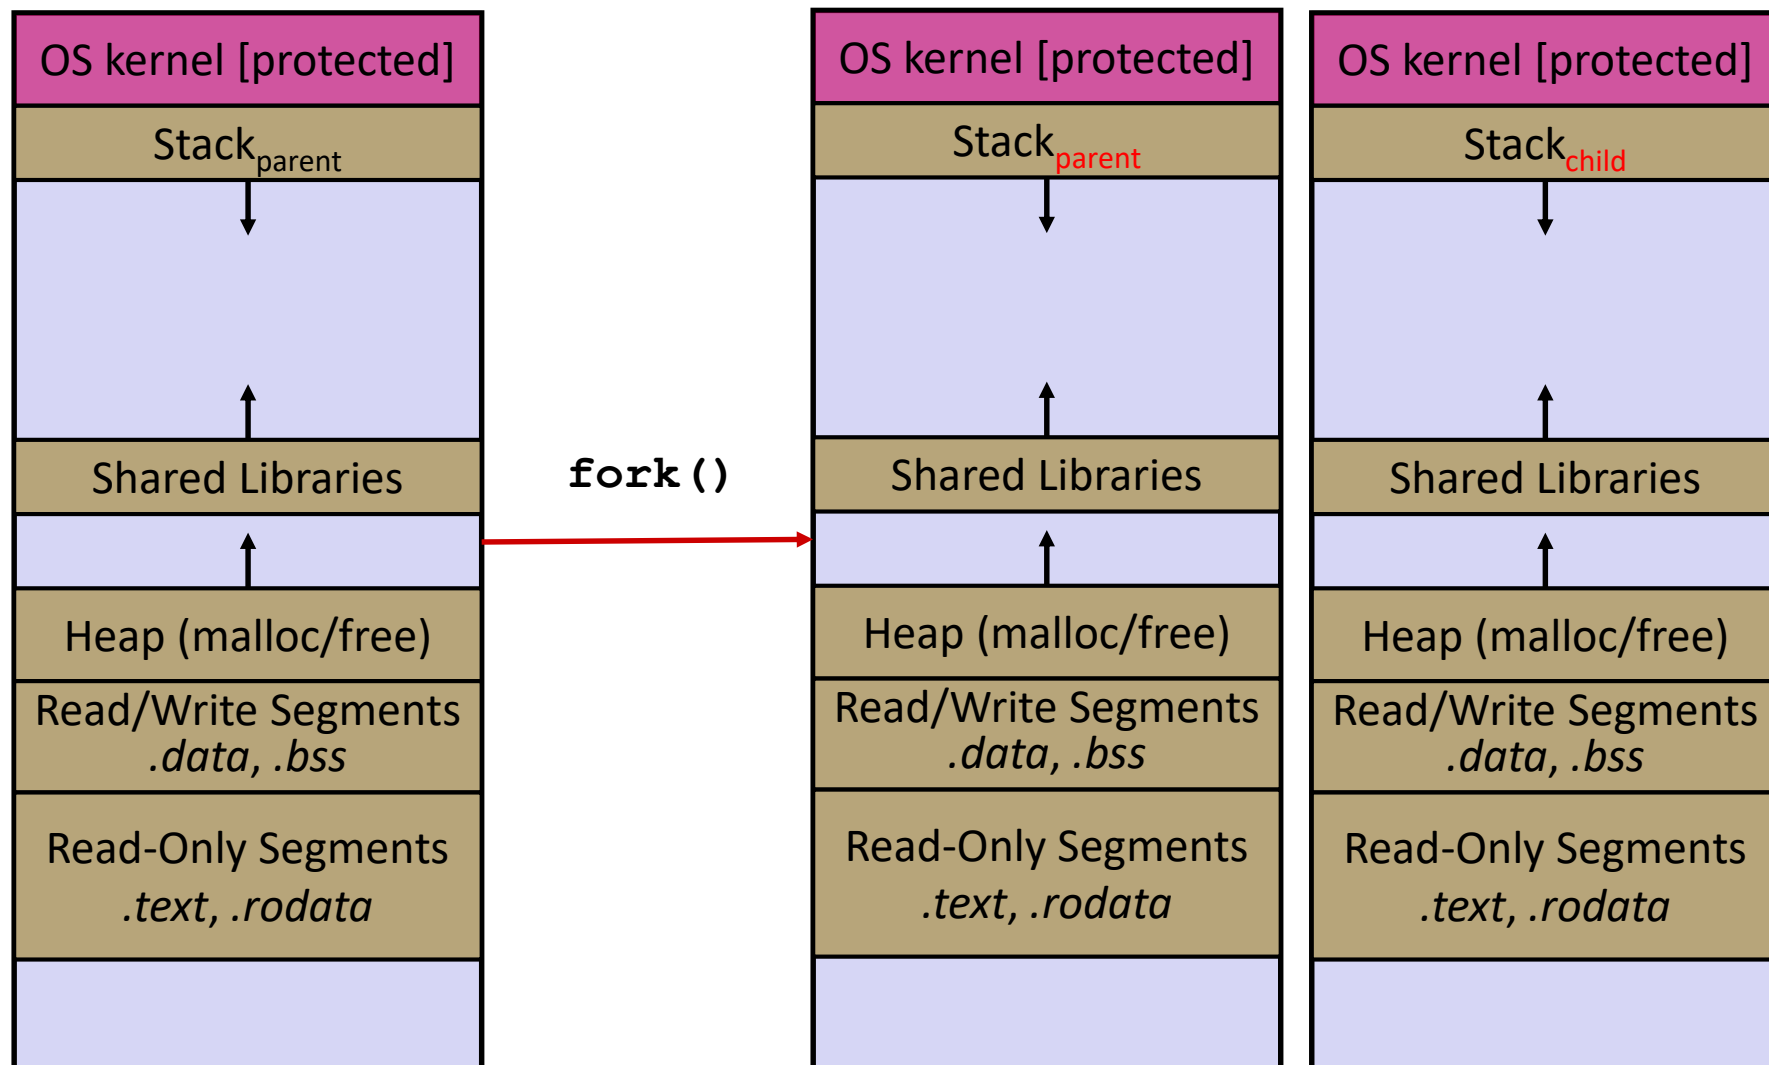 OS kernel [protected]
Stackparent
Shared Libraries
Heap (malloc/free)
Read/Write Segments
.data, .bss
Read-Only Segments
.text, .rodata
fork()
OS kernel [protected]
Stackparent
Shared Libraries
Heap (malloc/free)
Read/Write Segments
.data, .bss
Read-Only Segments
.text, .rodata
OS kernel [protected]
Stackchild
Shared Libraries
Heap (malloc/free)
Read/Write Segments
.data, .bss
Read-Only Segments
.text, .rodata